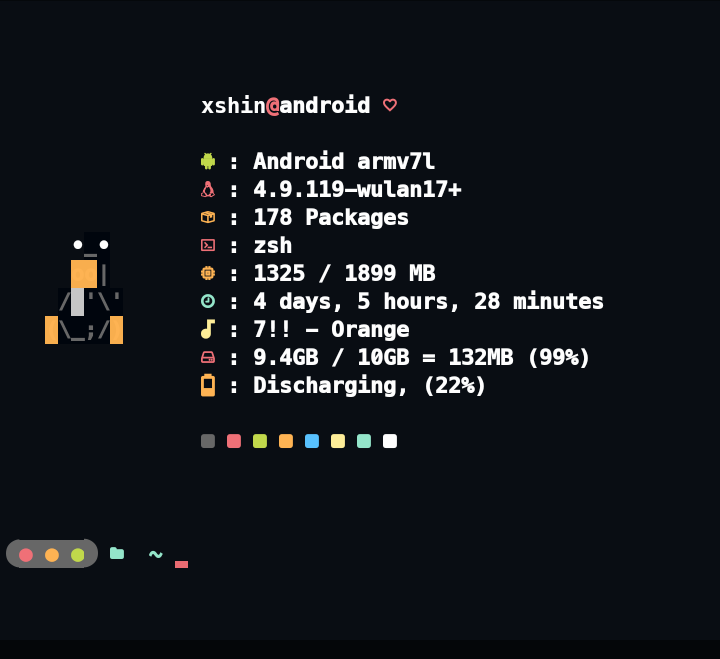 xshin@android ♡
: Android armv7l
: 4.9.119-wulan17+
: 178 Packages
: zsh
: 1325 / 1899 MB
: 4 days, 5 hours, 28 minutes
: 7!! - Orange
: 9.4GB / 10GB = 132MB (99%)
: Discharging, (22%)
~